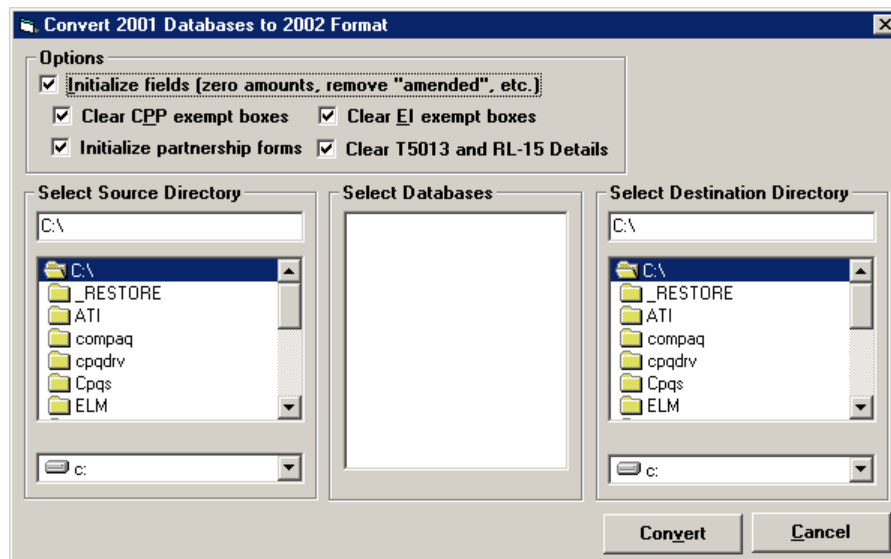 Convert 2001 Databases to 2002 Format
Options
Initialize fields (zero amounts, remove "amended", etc.)
Clear CPP exempt boxes Clear EI exempt boxes
Initialize partnership forms Clear T5013 and RL-15 Details
Select Source Directory Select Databases Select Destination Directory
C:\ C:\
C:\ C:\
_RESTORE _RESTORE
ATI ATI
compaq compaq
cpqdrv cpqdrv
Cpqs Cpqs
ELM ELM
c: c:
Convert Cancel